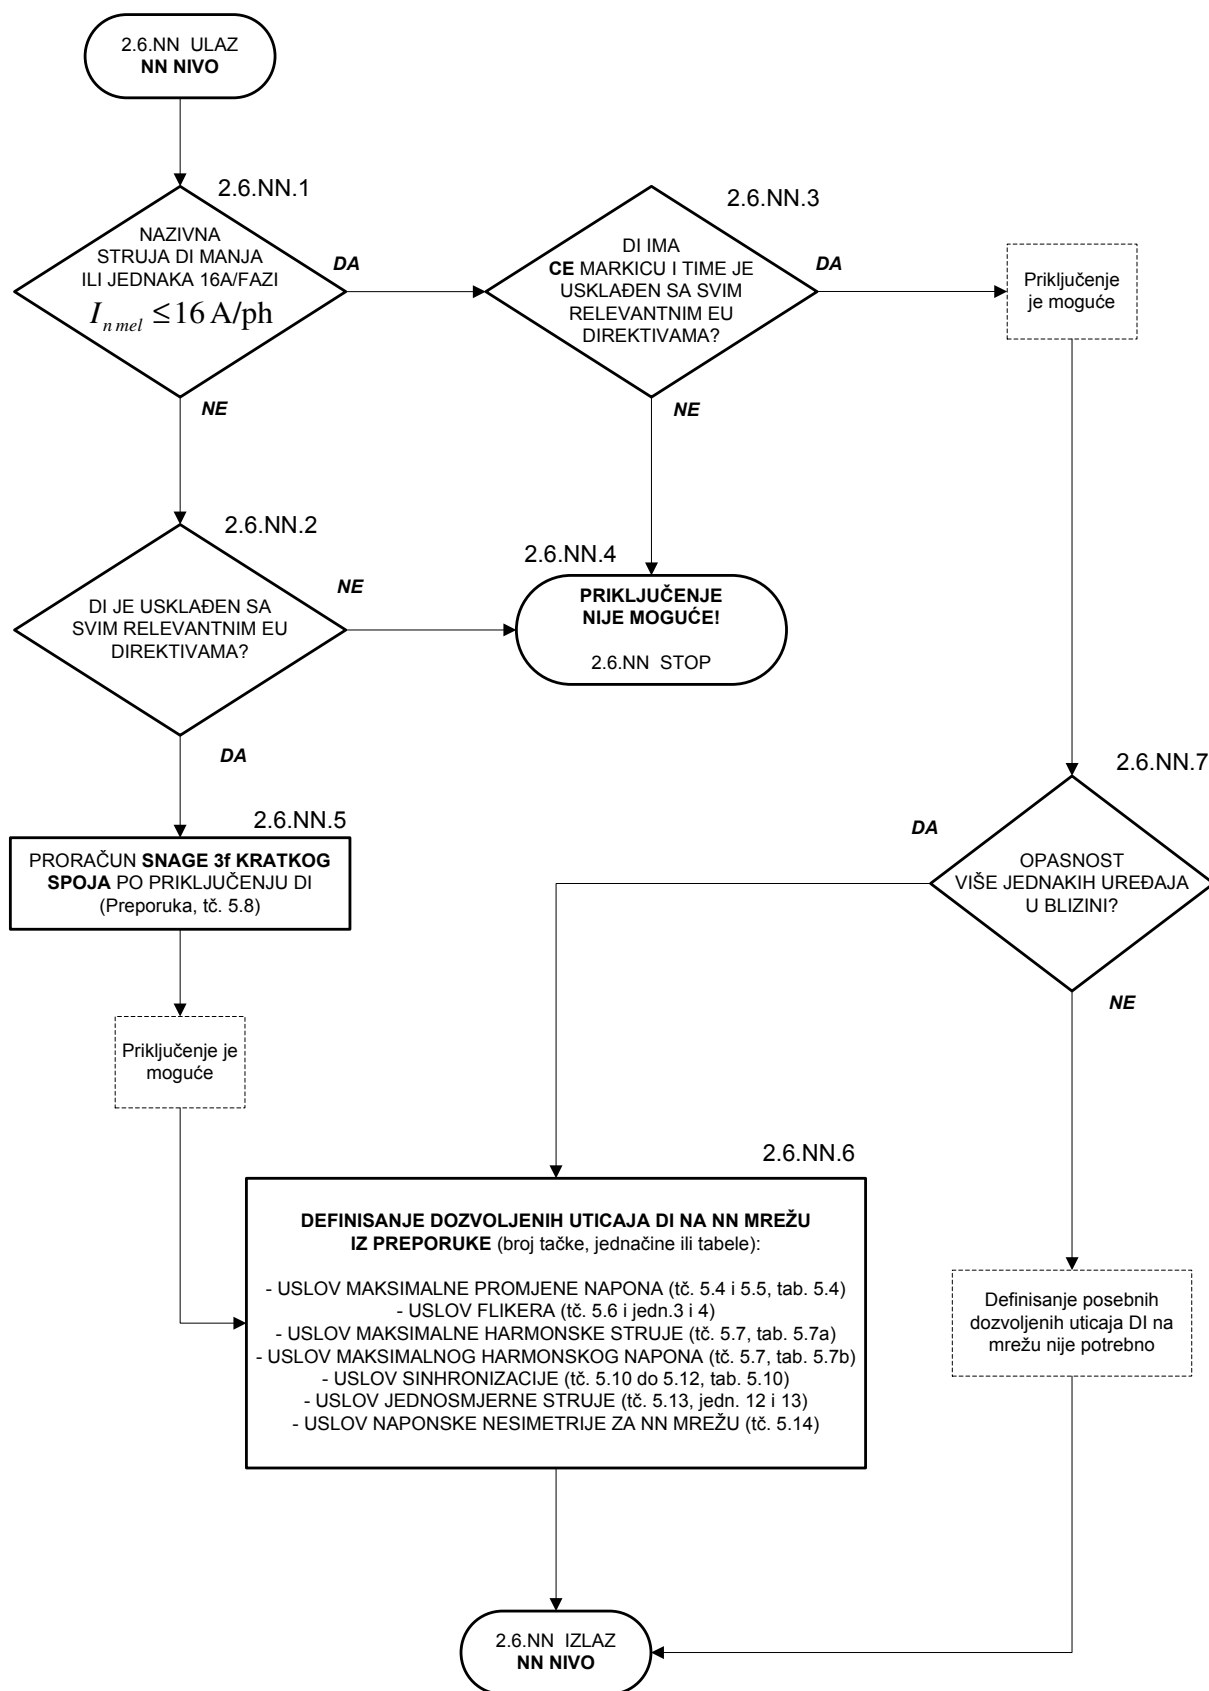 2.6.NN ULAZ
NN NIVO
2.6.NN.1
NAZIVNA
STRUJA DI MANJA
ILI JEDNAKA 16A/FAZI
I_{n mel} ≤ 16 A/ph
DA
NE
2.6.NN.3
DI IMA
CE MARKICU I TIME JE
USKLAĐEN SA SVIM
RELEVANTNIM EU
DIREKTIVAMA?
DA
NE
Priključenje
je moguće
2.6.NN.2
DI JE USKLAĐEN SA
SVIM RELEVANTNIM EU
DIREKTIVAMA?
NE
DA
2.6.NN.4
PRIKLJUČENJE
NIJE MOGUĆE!
2.6.NN STOP
2.6.NN.7
OPASNOST
VIŠE JEDNAKIH UREĐAJA
U BLIZINI?
DA
NE
2.6.NN.5
PRORAČUN SNAGE 3f KRATKOG
SPOJA PO PRIKLJUČENJU DI
(Preporuka, tč. 5.8)
Priključenje je
moguće
2.6.NN.6
DEFINISANJE DOZVOLJENIH UTICAJA DI NA NN MREŽU
IZ PREPORUKE (broj tačke, jednačine ili tabele):
- USLOV MAKSIMALNE PROMJENE NAPONA (tč. 5.4 i 5.5, tab. 5.4)
- USLOV FLIKERA (tč. 5.6 i jedn.3 i 4)
- USLOV MAKSIMALNE HARMONSKE STRUJE (tč. 5.7, tab. 5.7a)
- USLOV MAKSIMALNOG HARMONSKOG NAPONA (tč. 5.7, tab. 5.7b)
- USLOV SINHRONIZACIJE (tč. 5.10 do 5.12, tab. 5.10)
- USLOV JEDNOSMJERNE STRUJE (tč. 5.13, jedn. 12 i 13)
- USLOV NAPONSKE NESIMETRIJE ZA NN MREŽU (tč. 5.14)
Definisanje posebnih
dozvoljenih uticaja DI na
mrežu nije potrebno
2.6.NN IZLAZ
NN NIVO